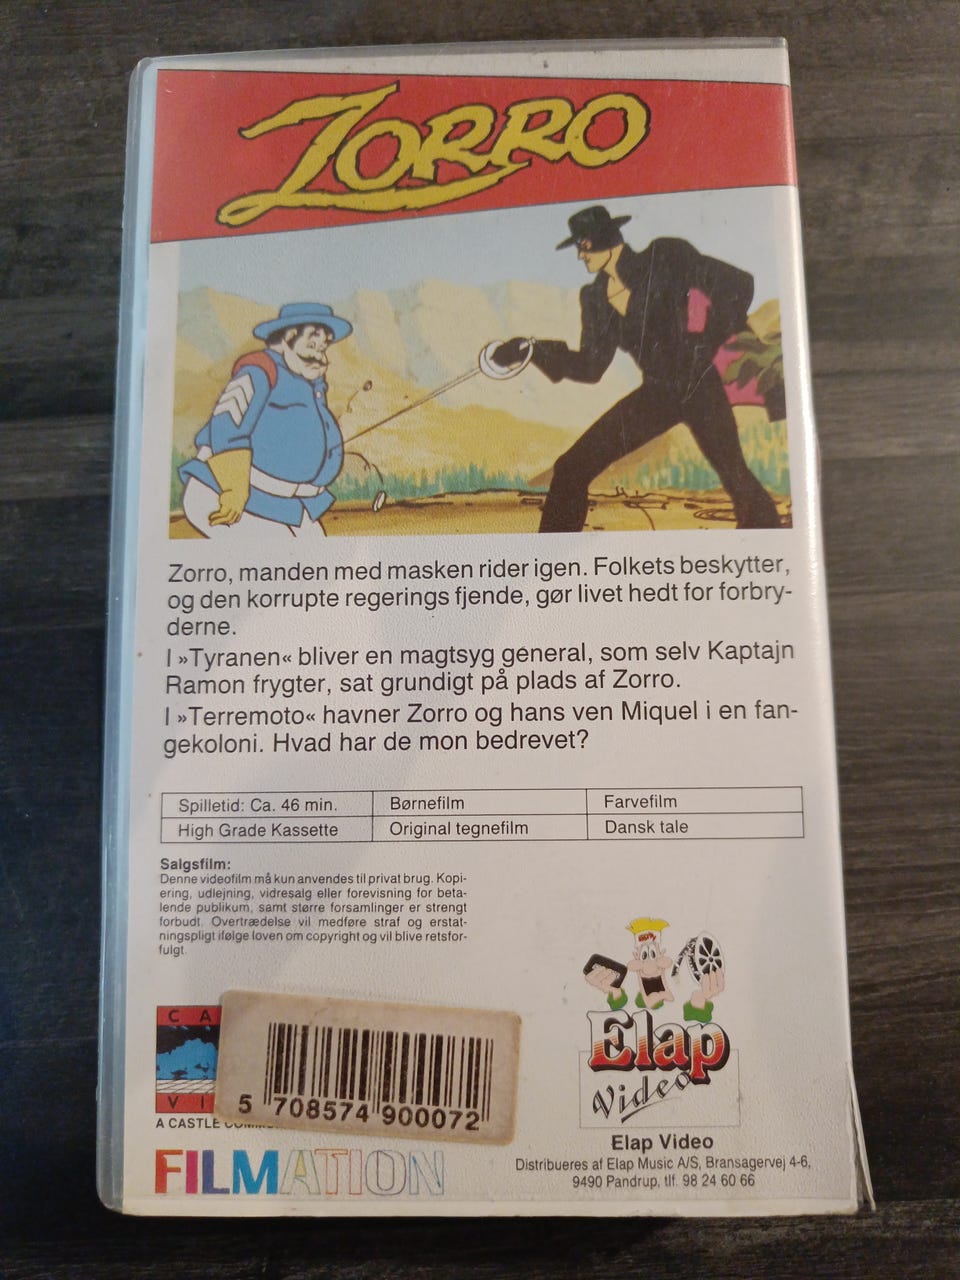 ZORRO
Zorro, manden med masken rider igen. Folkets beskytter,
og den korrupte regerings fjende, gør livet hedt for forbry-
derne.
I »Tyranen« bliver en magtsyg general, som selv Kaptajn
Ramon frygter, sat grundigt på plads af Zorro.
I »Terremoto« havner Zorro og hans ven Miquel i en fan-
gekoloni. Hvad har de mon bedrevet?
Spilletid: Ca. 46 min. Børnefilm Farvefilm
High Grade Kassette Original tegnefilm Dansk tale
Salgsfilm:
Denne videofilm må kun anvendes til privat brug. Kopi-
ering, udlejning, vidresalg eller forevisning for beta-
lende publikum, samt større forsamlinger er strengt
forbudt. Overtrædelse vil medføre straf og erstat-
ningspligt ifølge loven om copyright og vil blive retsfor-
fulgt.
C A
V I
A CASTLE
5 708574 900072
FILMATION
Elap
Video
Elap Video
Distribueres af Elap Music A/S, Bransagervej 4-6,
9490 Pandrup, tlf. 98 24 60 66